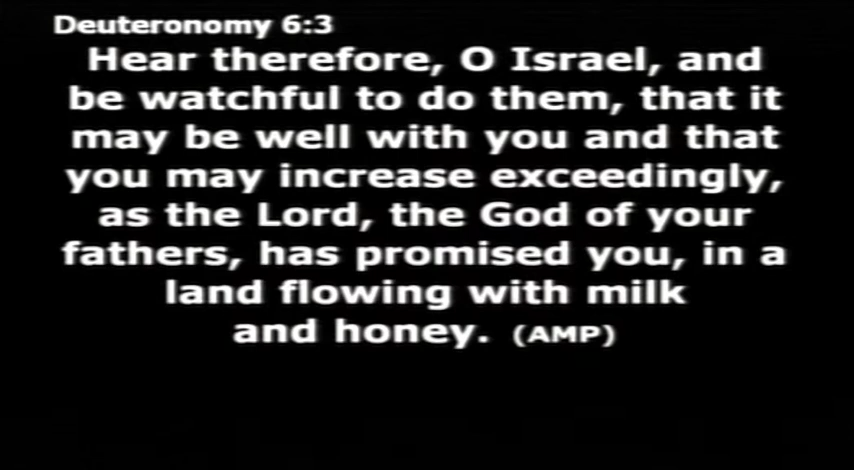 Deuteronomy 6:3
Hear therefore, O Israel, and
be watchful to do them, that it
may be well with you and that
you may increase exceedingly,
as the Lord, the God of your
fathers, has promised you, in a
land flowing with milk
and honey. (AMP)